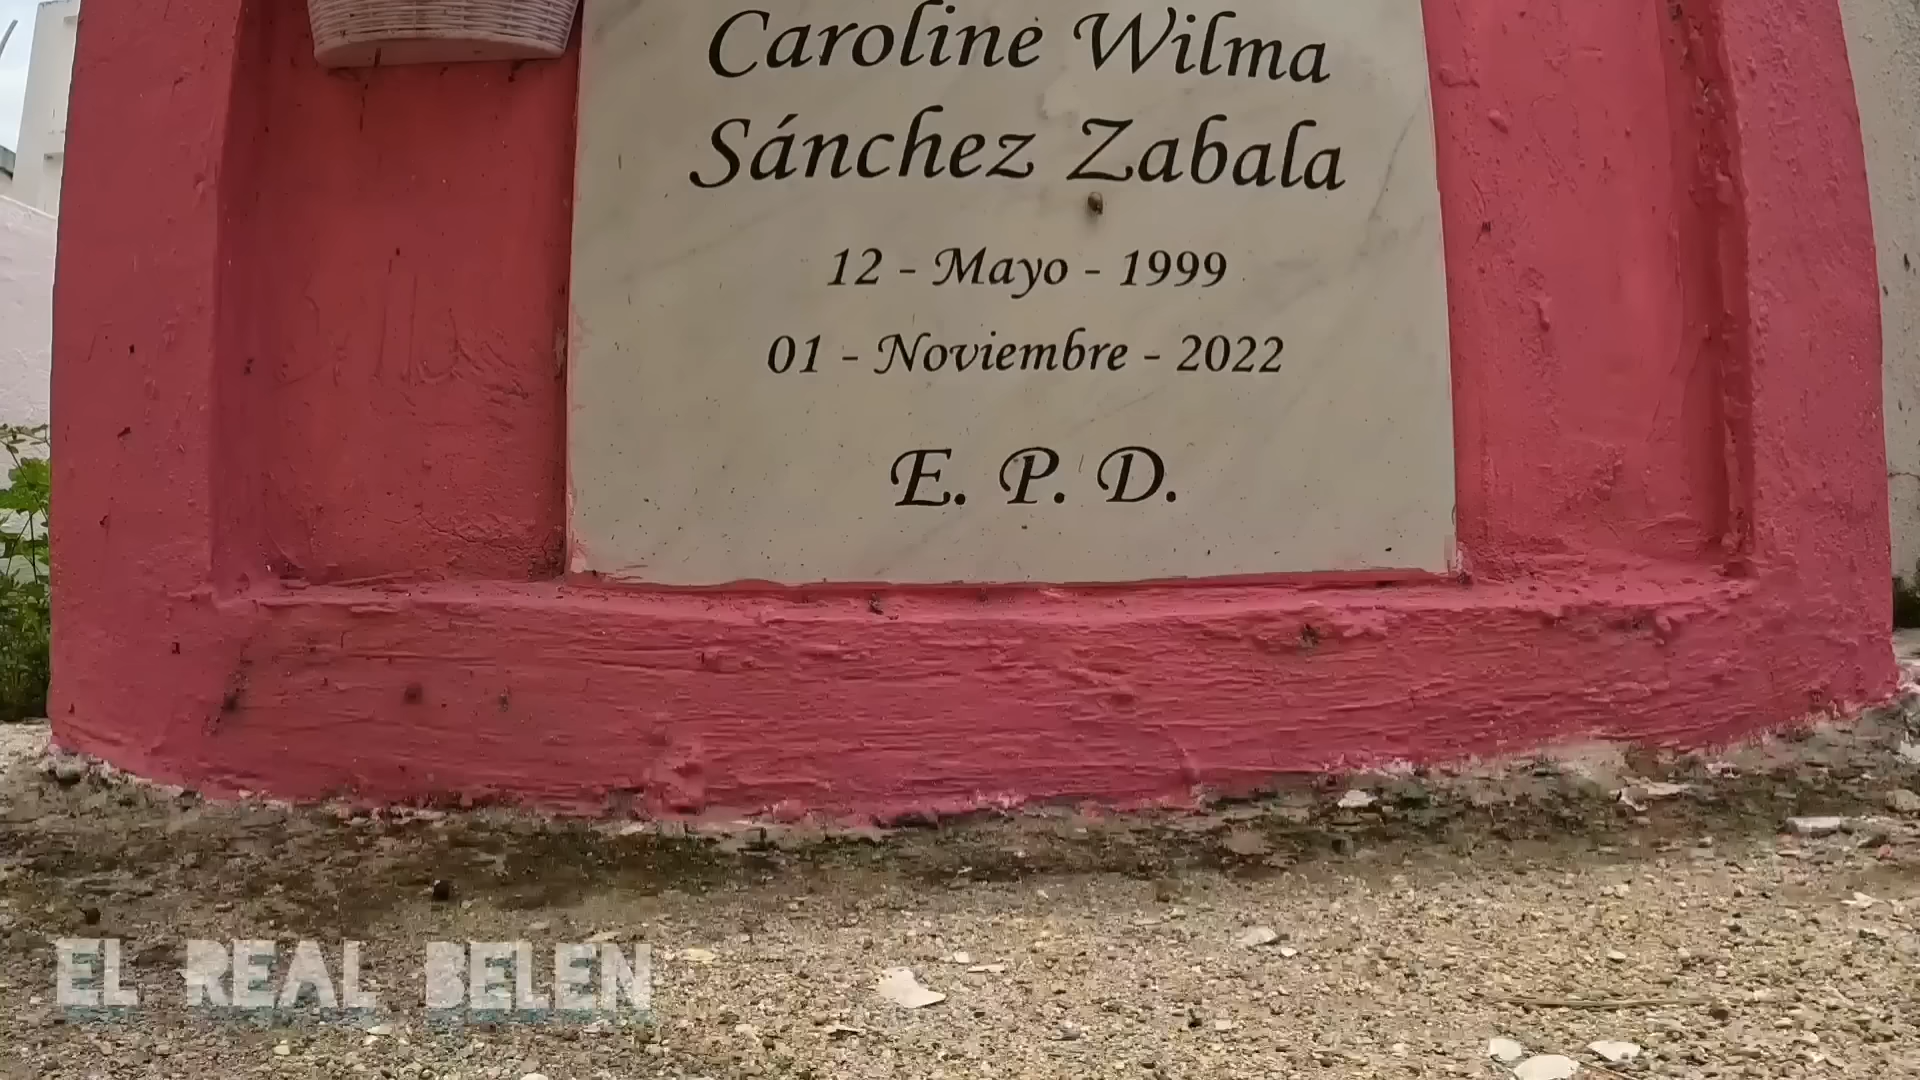 Caroline Wilma
Sánchez Zabala
12 - Mayo - 1999
01 - Noviembre - 2022
E. P. D.
EL REAL BELEN